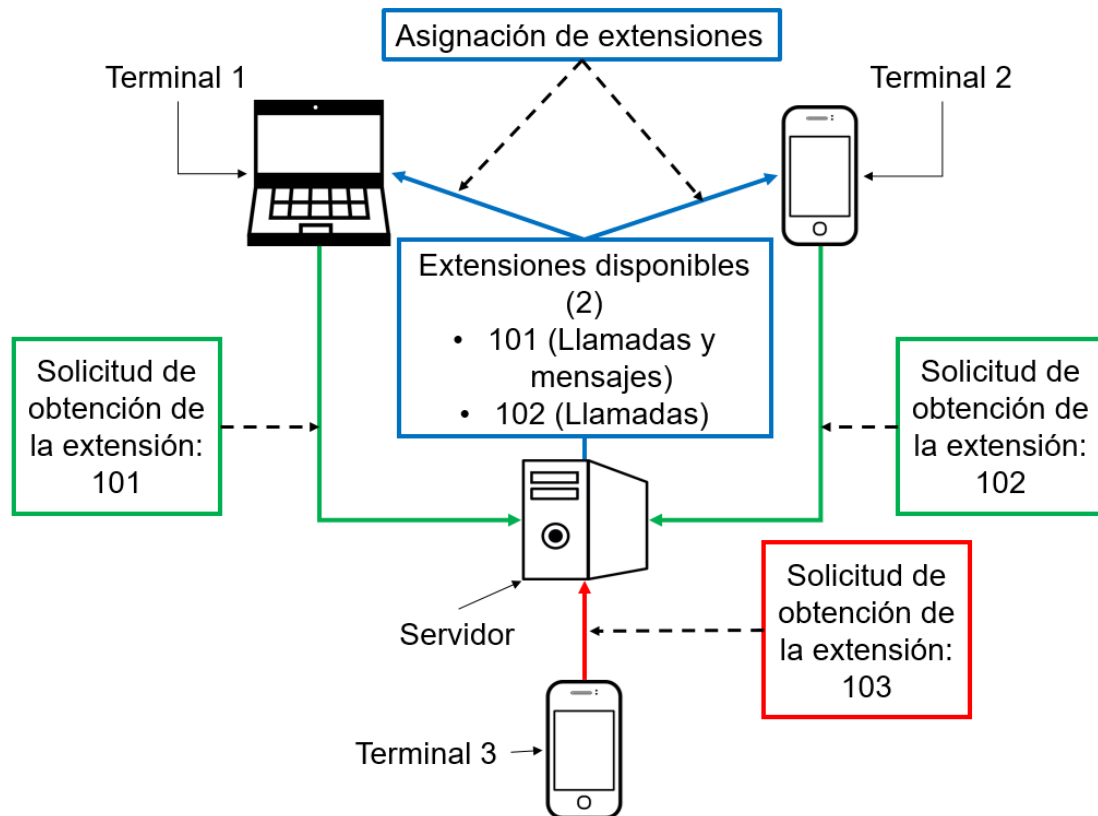 Asignación de extensiones
Terminal 1
Terminal 2
Extensiones disponibles
(2)
• 101 (Llamadas y
mensajes)
• 102 (Llamadas)
Solicitud de
obtención de
la extensión:
101
Solicitud de
obtención de
la extensión:
102
Servidor
Solicitud de
obtención de
la extensión:
103
Terminal 3